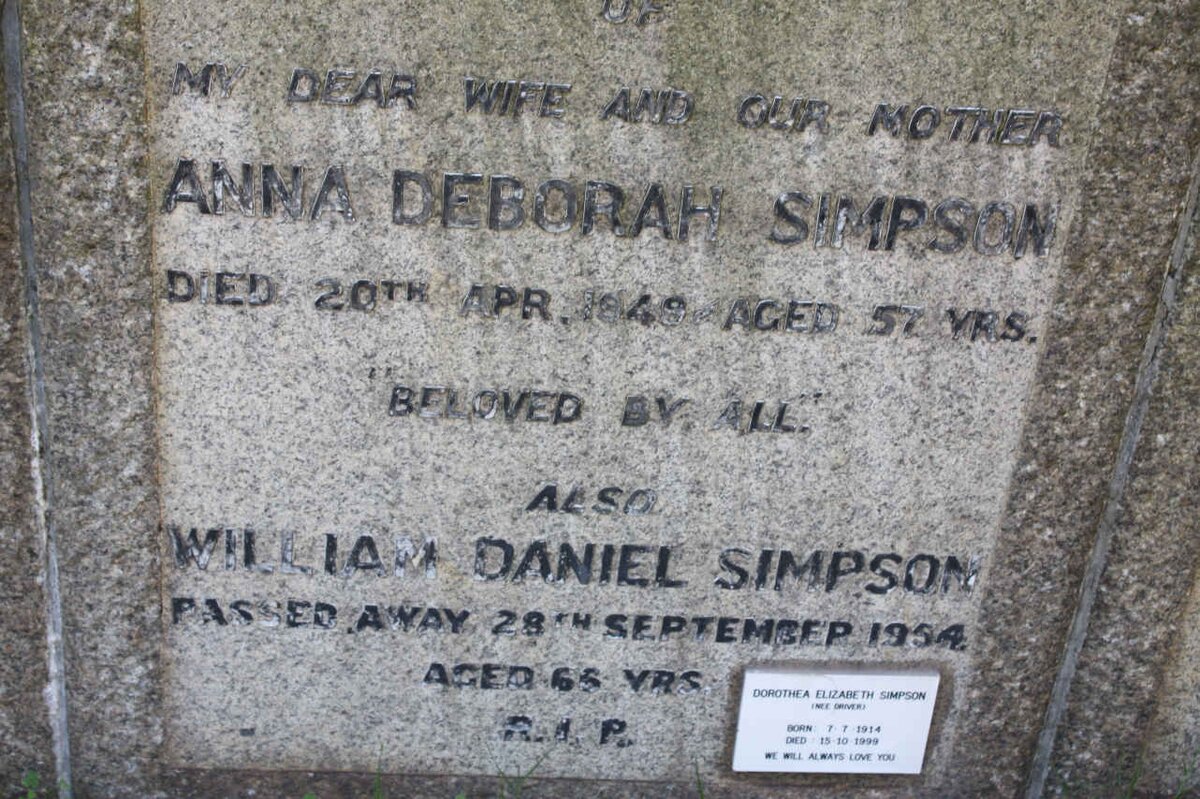 OF
MY DEAR WIFE AND OUR MOTHER
ANNA DEBORAH SIMPSON
DIED 20TH APR. 1949 AGED 57 YRS.
"BELOVED BY ALL."
ALSO
WILLIAM DANIEL SIMPSON
PASSED AWAY 28TH SEPTEMBER 1954
AGED 66 YRS.
R.I.P.
DOROTHEA ELIZABETH SIMPSON
(NEE DRIVER)
BORN: 7·7·1914
DIED: 15·10·1999
WE WILL ALWAYS LOVE YOU